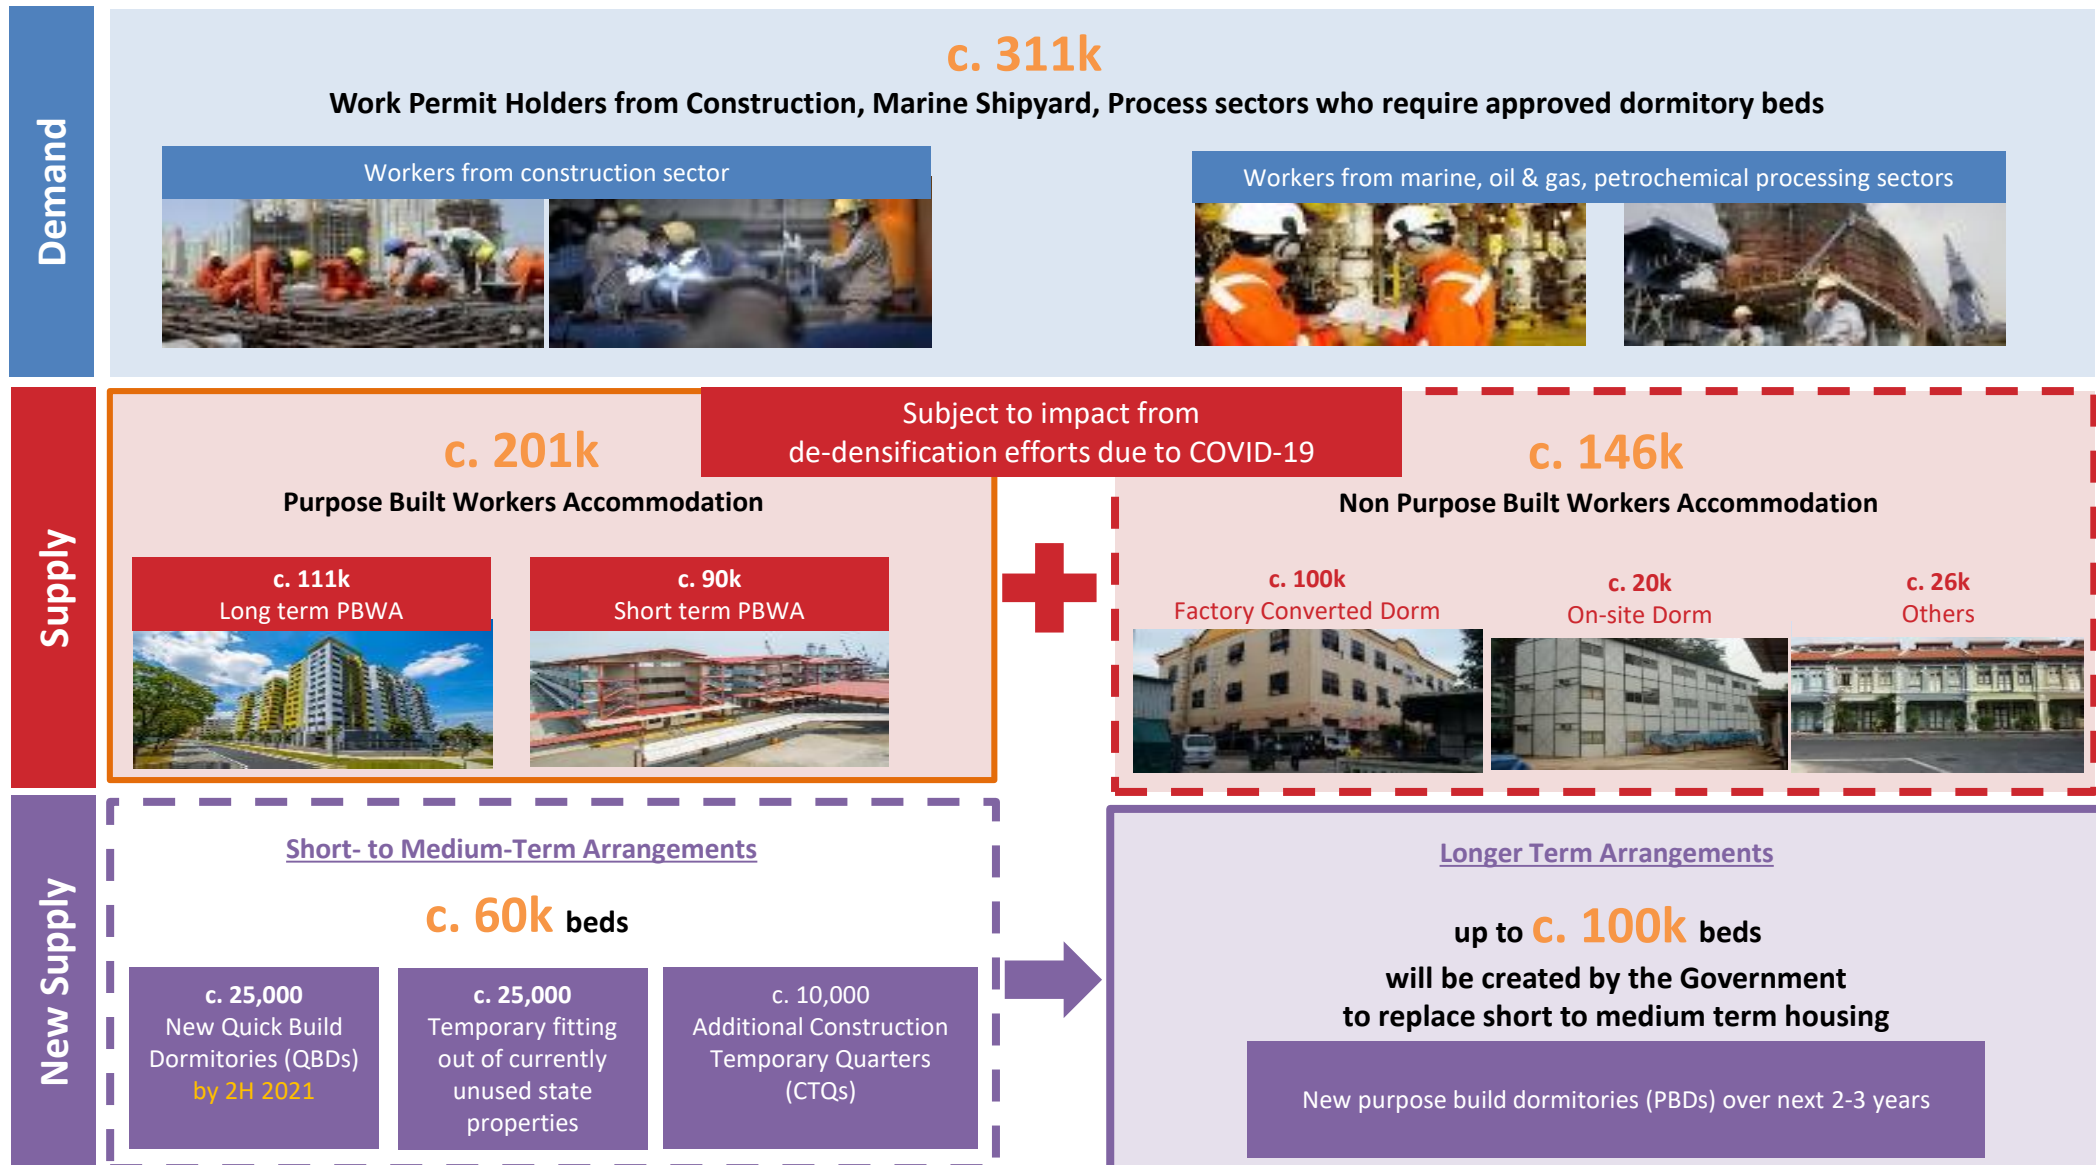 Demand
c. 311k
Work Permit Holders from Construction, Marine Shipyard, Process sectors who require approved dormitory beds
Workers from construction sector
Workers from marine, oil & gas, petrochemical processing sectors
Supply
Subject to impact from
de-densification efforts due to COVID-19
c. 201k
Purpose Built Workers Accommodation
c. 111k
Long term PBWA
c. 90k
Short term PBWA
c. 146k
Non Purpose Built Workers Accommodation
c. 100k
Factory Converted Dorm
c. 20k
On-site Dorm
c. 26k
Others
New Supply
Short- to Medium-Term Arrangements
c. 60k beds
c. 25,000
New Quick Build
Dormitories (QBDs)
by 2H 2021
c. 25,000
Temporary fitting
out of currently
unused state
properties
c. 10,000
Additional Construction
Temporary Quarters
(CTQs)
Longer Term Arrangements
up to c. 100k beds
will be created by the Government
to replace short to medium term housing
New purpose build dormitories (PBDs) over next 2-3 years